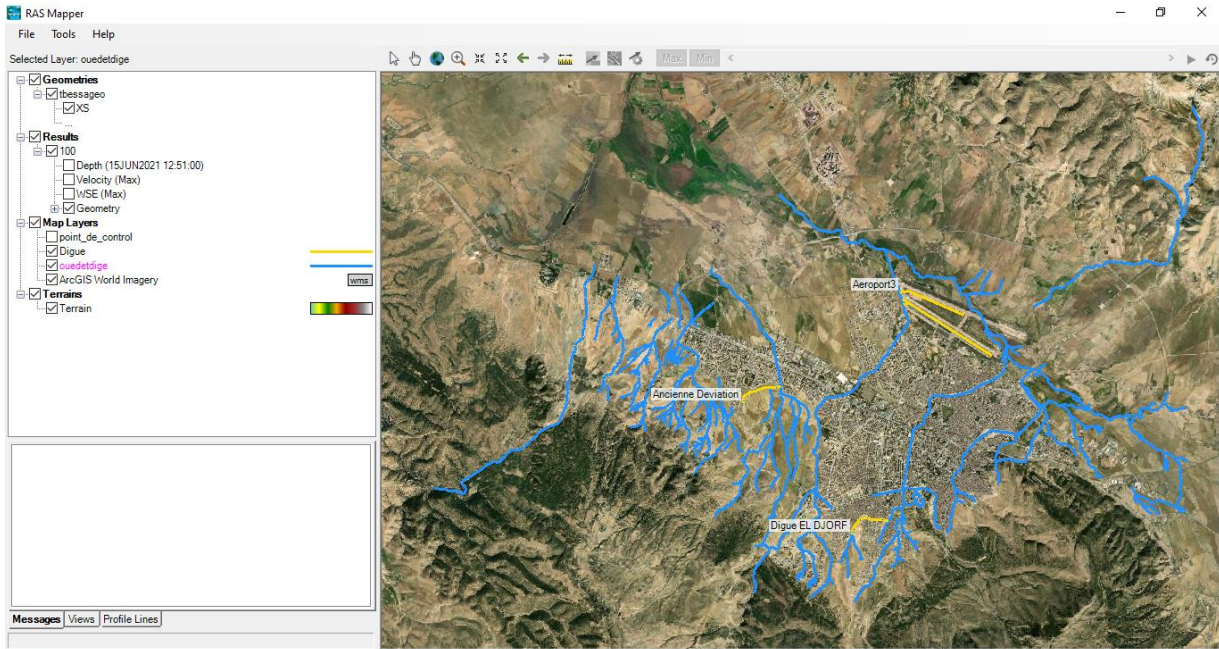 RAS Mapper
File Tools Help
Selected Layer: ouedetdige
Max Min
Geometries
tbessageo
XS
...
Results
100
Depth (15JUN2021 12:51:00)
Velocity (Max)
WSE (Max)
Geometry
Map Layers
point_de_control
Digue
ouedetdige
ArcGIS World Imagery wms
Terrains
Terrain
Aeroport3
Ancienne Deviation
Digue EL DJORF
Messages Views Profile Lines